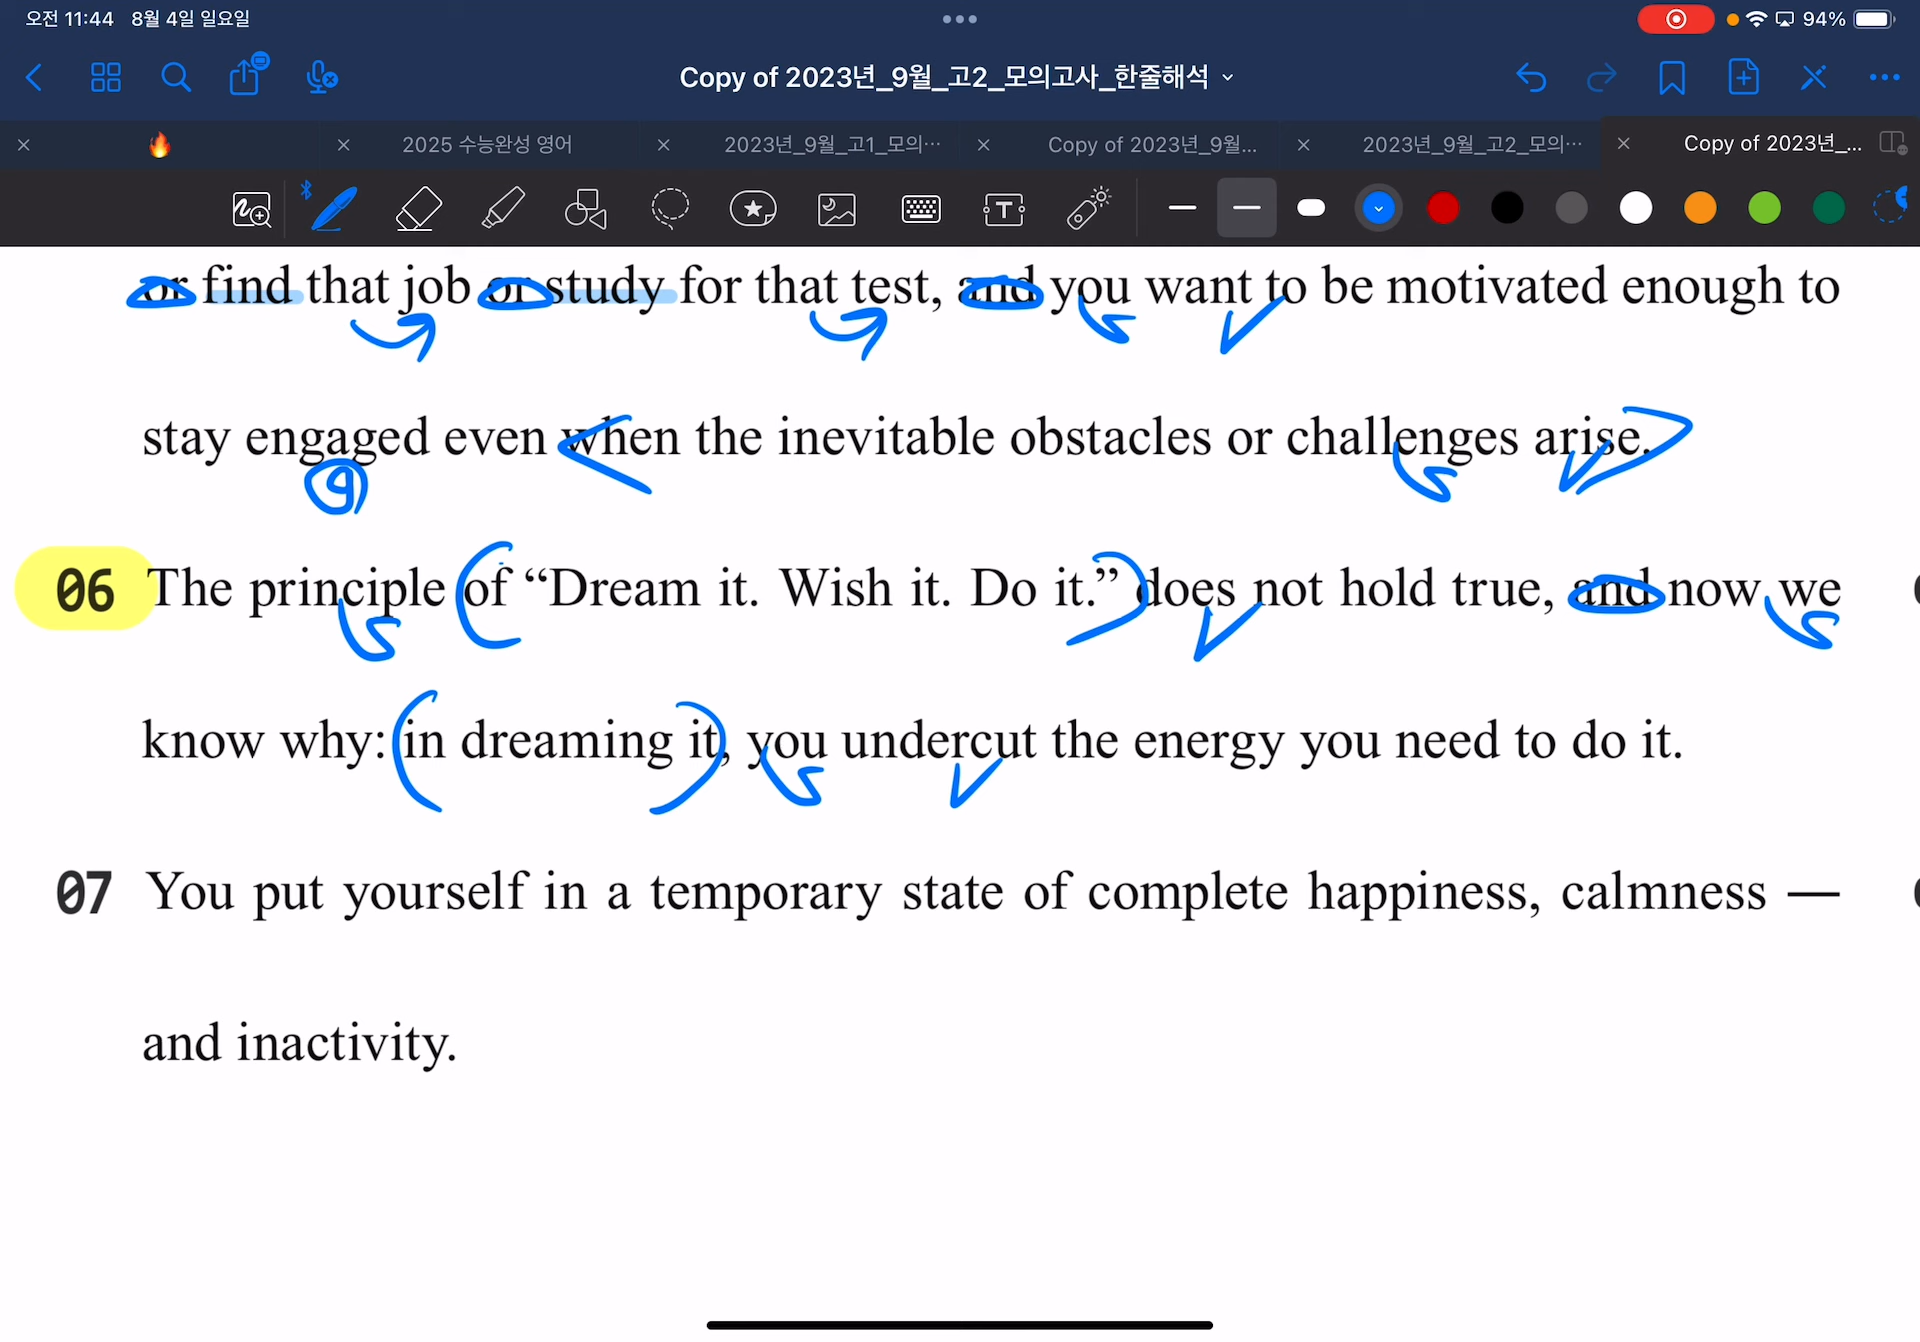 오전 11:44 8월 4일 일요일
94%
Copy of 2023년_9월_고2_모의고사_한줄해석
2025 수능완성 영어
2023년_9월_고1_모의…
Copy of 2023년_9월...
2023년_9월_고2_모의…
Copy of 2023년_...
or find that job or study for that test, and you want to be motivated enough to
stay engaged even when the inevitable obstacles or challenges arise.
06 The principle of “Dream it. Wish it. Do it.” does not hold true, and now we
know why: in dreaming it, you undercut the energy you need to do it.
07 You put yourself in a temporary state of complete happiness, calmness —
and inactivity.